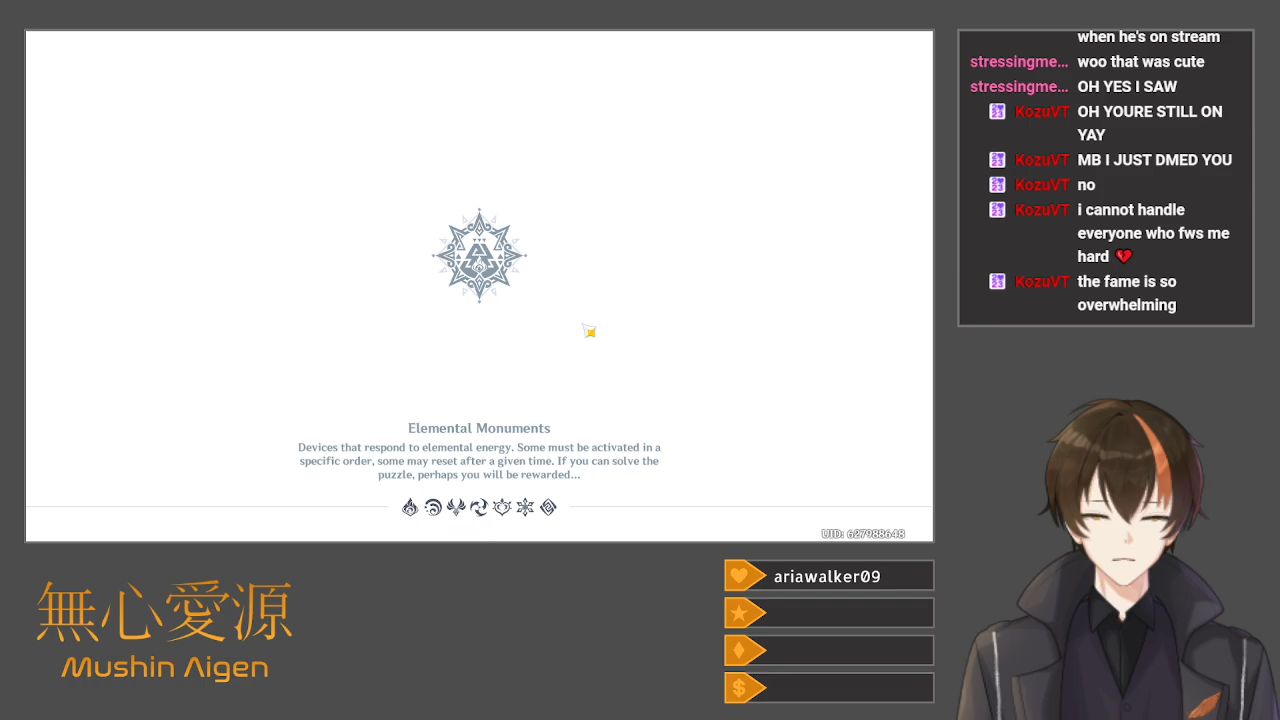 when he's on stream
stressingme... woo that was cute
stressingme... OH YES I SAW
KozuVT OH YOURE STILL ON
YAY
KozuVT MB I JUST DMED YOU
KozuVT no
KozuVT i cannot handle
everyone who fws me
hard 💔
KozuVT the fame is so
overwhelming
Elemental Monuments
Devices that respond to elemental energy. Some must be activated in a
specific order, some may reset after a given time. If you can solve the
puzzle, perhaps you will be rewarded...
UID: 627988648
無心愛源
Mushin Λigen
ariawalker09
$